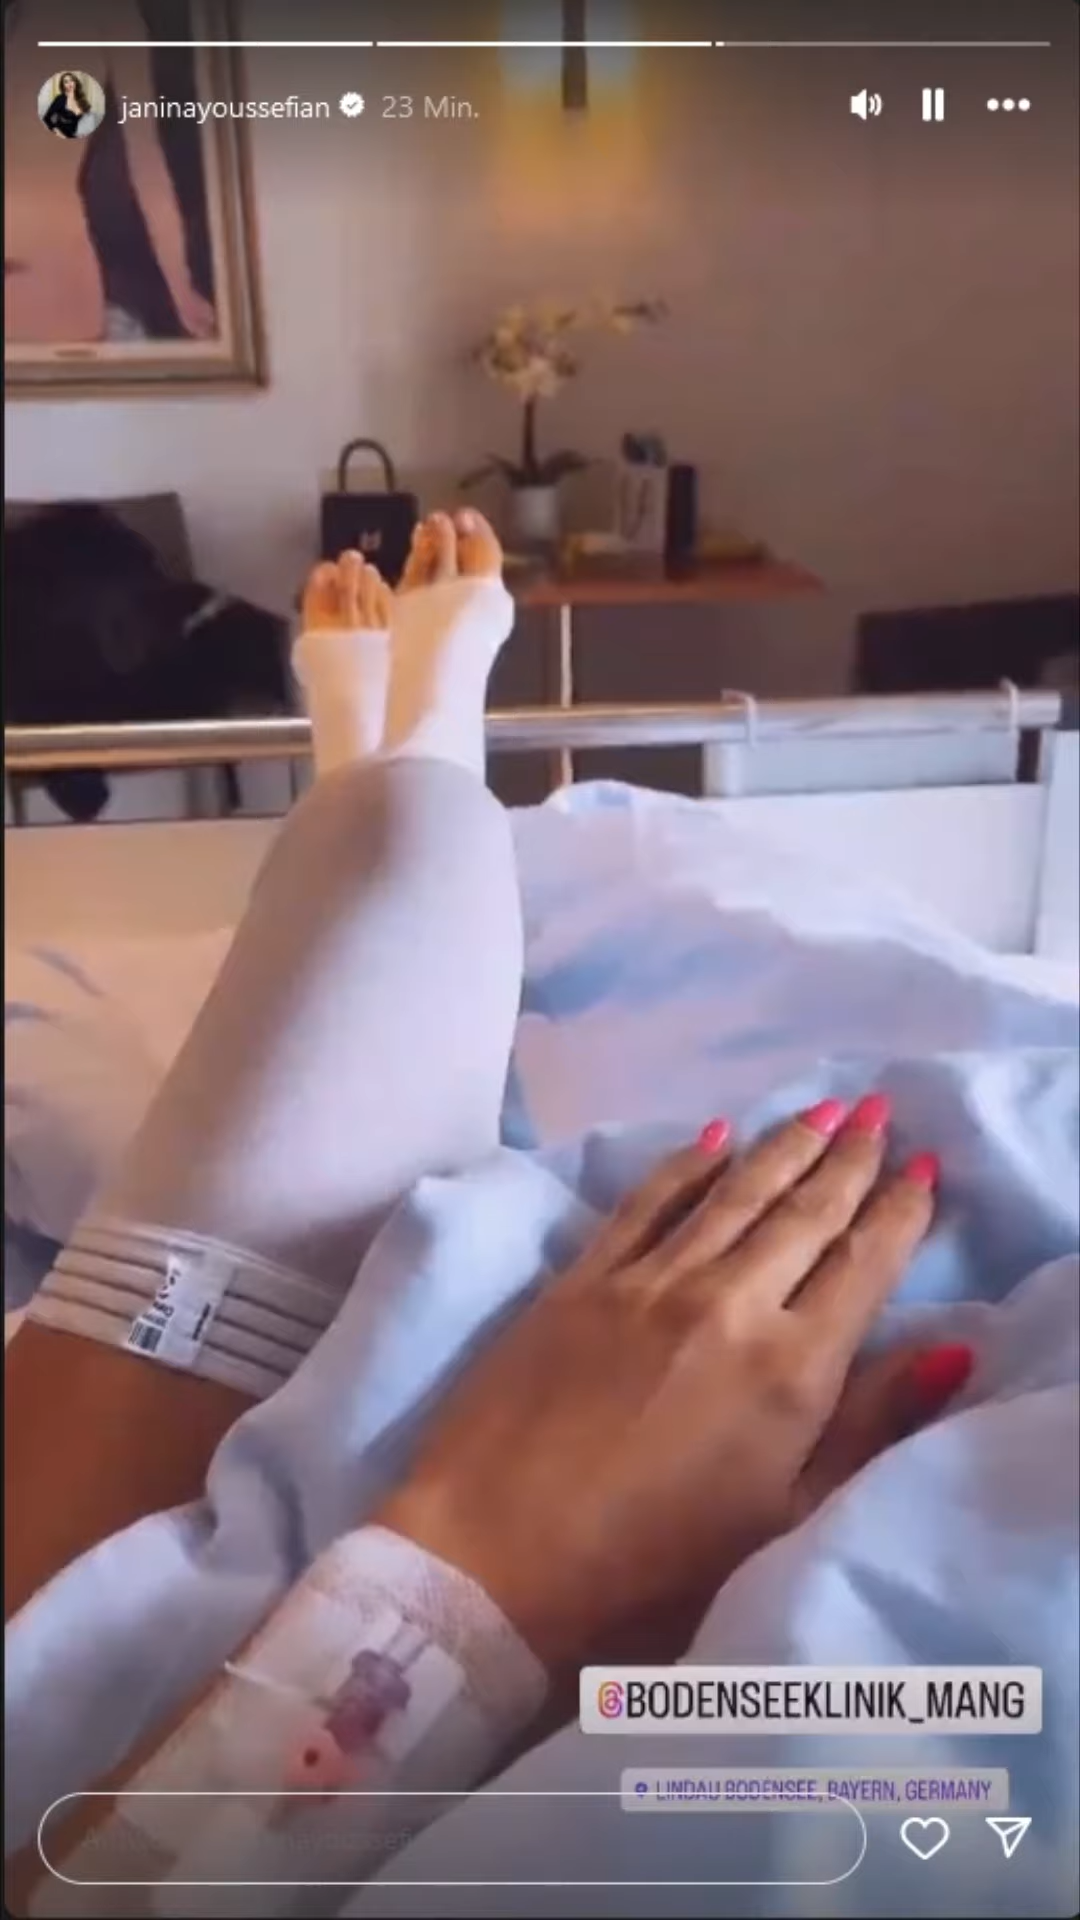 janinayoussefian 23 Min.
@BODENSEEKLINIK_MANG
LINDAU BODENSEE, BAYERN, GERMANY